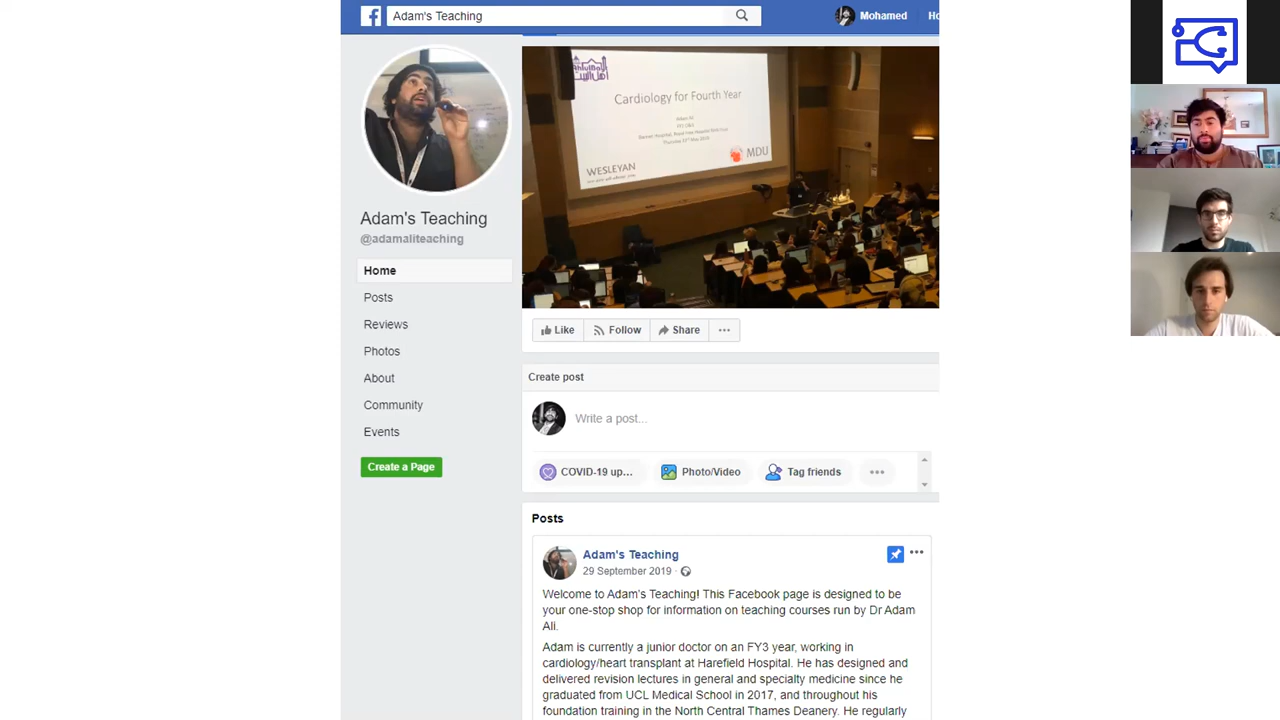 Adam's Teaching
Mohamed
Ho
Cardiology for Fourth Year
WESLEYAN
MDU
Adam's Teaching
@adamaliteaching
Home
Posts
Reviews
Photos
About
Community
Events
Create a Page
Like
Follow
Share
Create post
Write a post...
COVID-19 up...
Photo/Video
Tag friends
Posts
Adam's Teaching
29 September 2019 ·
Welcome to Adam's Teaching! This Facebook page is designed to be
your one-stop shop for information on teaching courses run by Dr Adam
Ali.
Adam is currently a junior doctor on an FY3 year, working in
cardiology/heart transplant at Harefield Hospital. He has designed and
delivered revision lectures in general and specialty medicine since he
graduated from UCL Medical School in 2017, and throughout his
foundation training in the North Central Thames Deanery. He regularly